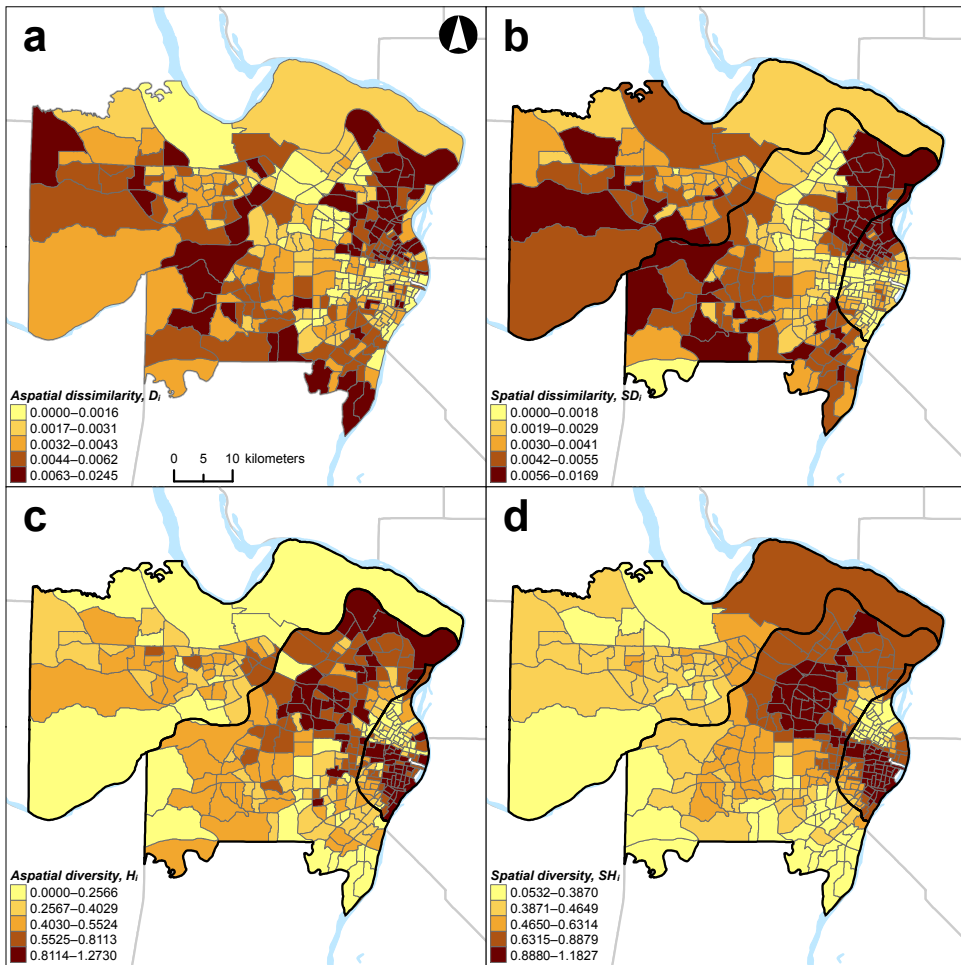 a
Aspatial dissimilarity, Di
0.0000–0.0016
0.0017–0.0031
0.0032–0.0043
0.0044–0.0062
0.0063–0.0245
0 5 10 kilometers
b
Spatial dissimilarity, SDi
0.0000–0.0018
0.0019–0.0029
0.0030–0.0041
0.0042–0.0055
0.0056–0.0169
c
Aspatial diversity, Hi
0.0000–0.2566
0.2567–0.4029
0.4030–0.5524
0.5525–0.8113
0.8114–1.2730
d
Spatial diversity, SHi
0.0532–0.3870
0.3871–0.4649
0.4650–0.6314
0.6315–0.8879
0.8880–1.1827